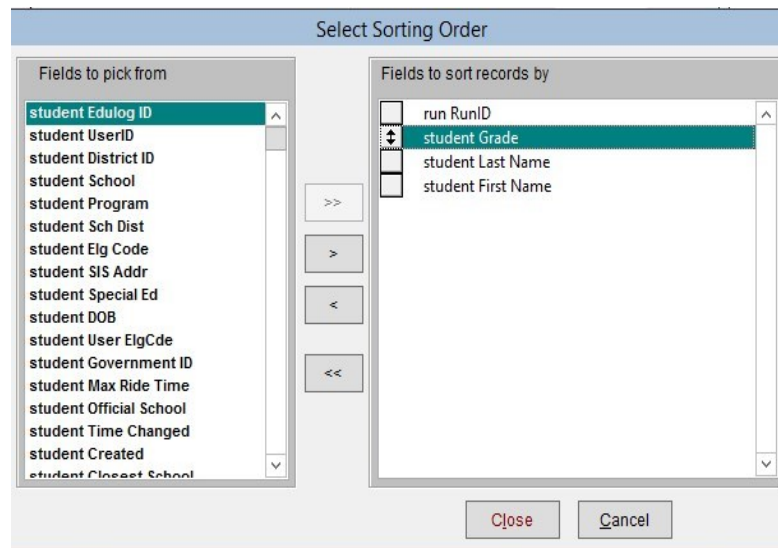 Select Sorting Order
Fields to pick from
student Edulog ID
student UserID
student District ID
student School
student Program
student Sch Dist
student Elg Code
student SIS Addr
student Special Ed
student DOB
student User ElgCde
student Government ID
student Max Ride Time
student Official School
student Time Changed
student Created
student Closest School
>>
>
<
<<
Fields to sort records by
run RunID
student Grade
student Last Name
student First Name
Close
Cancel